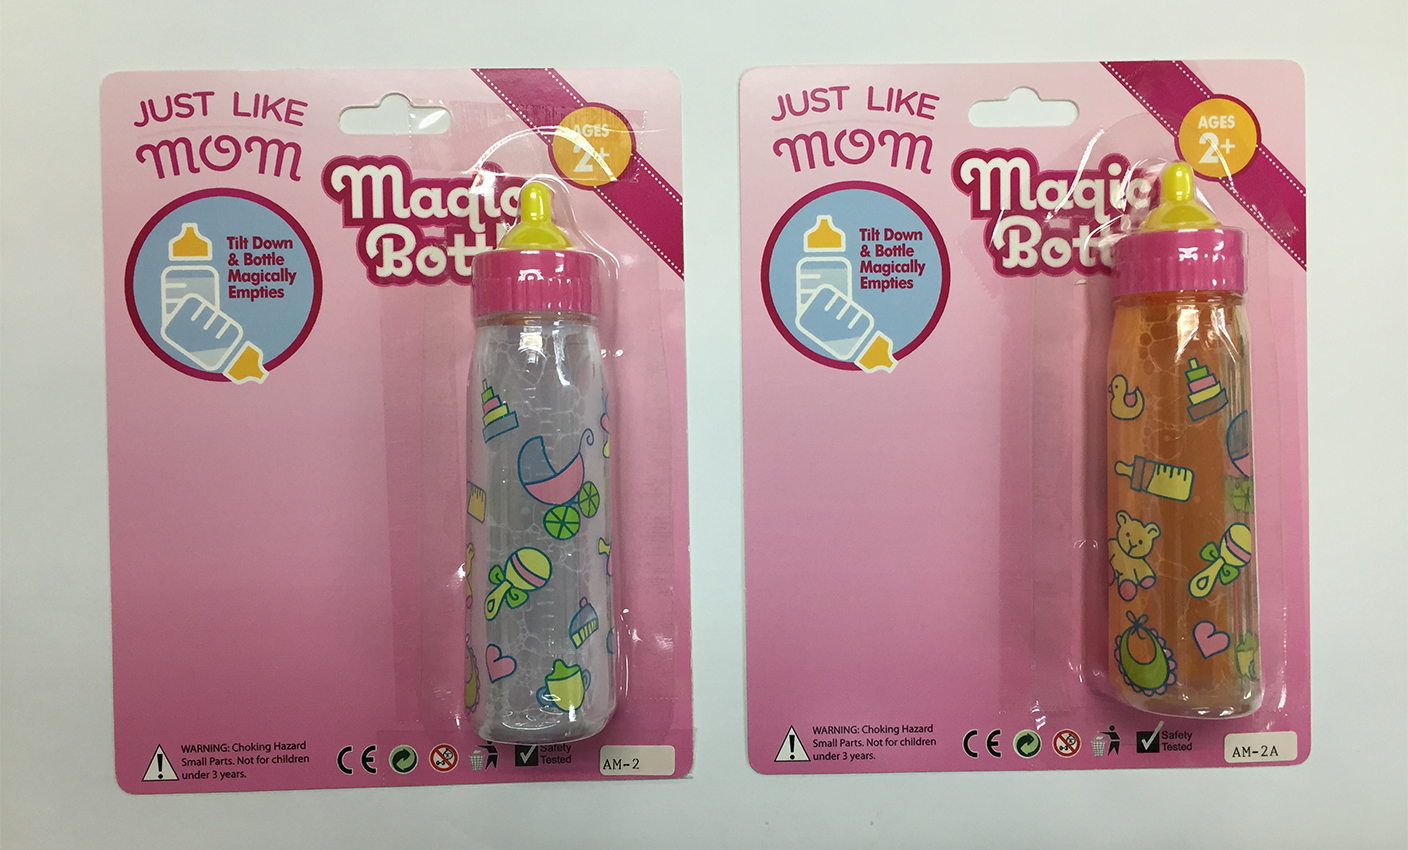 JUST LIKE
mom
AGES
2+
Magic
Tilt Down
& Bottle
Magically
Empties
WARNING: Choking Hazard
Small Parts. Not for children
under 3 years.
CE
Safety
Tested
AM-2
JUST LIKE
mom
AGES
2+
Magic
Tilt Down
& Bottle
Magically
Empties
WARNING: Choking Hazard
Small Parts. Not for children
under 3 years.
CE
Safety
Tested
AM-2A